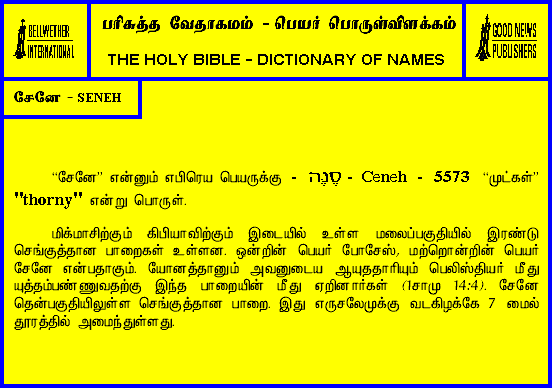 BELLWETHER
INTERNATIONAL
பரிசுத்த வேதாகமம் - பெயர் பொருள்விளக்கம்
THE HOLY BIBLE - DICTIONARY OF NAMES
GOOD NEWS
PUBLISHERS
சேனே - SENEH
“சேனே” என்னும் எபிரெய பெயருக்கு - סֶנֶה - Ceneh - 5573 “முட்கள்”
"thorny" என்று பொருள்.
மிக்மாசிற்கும் கிபியாவிற்கும் இடையில் உள்ள மலைப்பகுதியில் இரண்டு
செங்குத்தான பாறைகள் உள்ளன. ஒன்றின் பெயர் போசேஸ், மற்றொன்றின் பெயர்
சேனே என்பதாகும். யோனத்தானும் அவனுடைய ஆயுததாரியும் பெலிஸ்தியர் மீது
யுத்தம்பண்ணுவதற்கு இந்த பாறையின் மீது ஏறினார்கள் (1சாமு 14:4). சேனே
தென்பகுதியிலுள்ள செங்குத்தான பாறை. இது எருசலேமுக்கு வடகிழக்கே 7 மைல்
தூரத்தில் அமைந்துள்ளது.